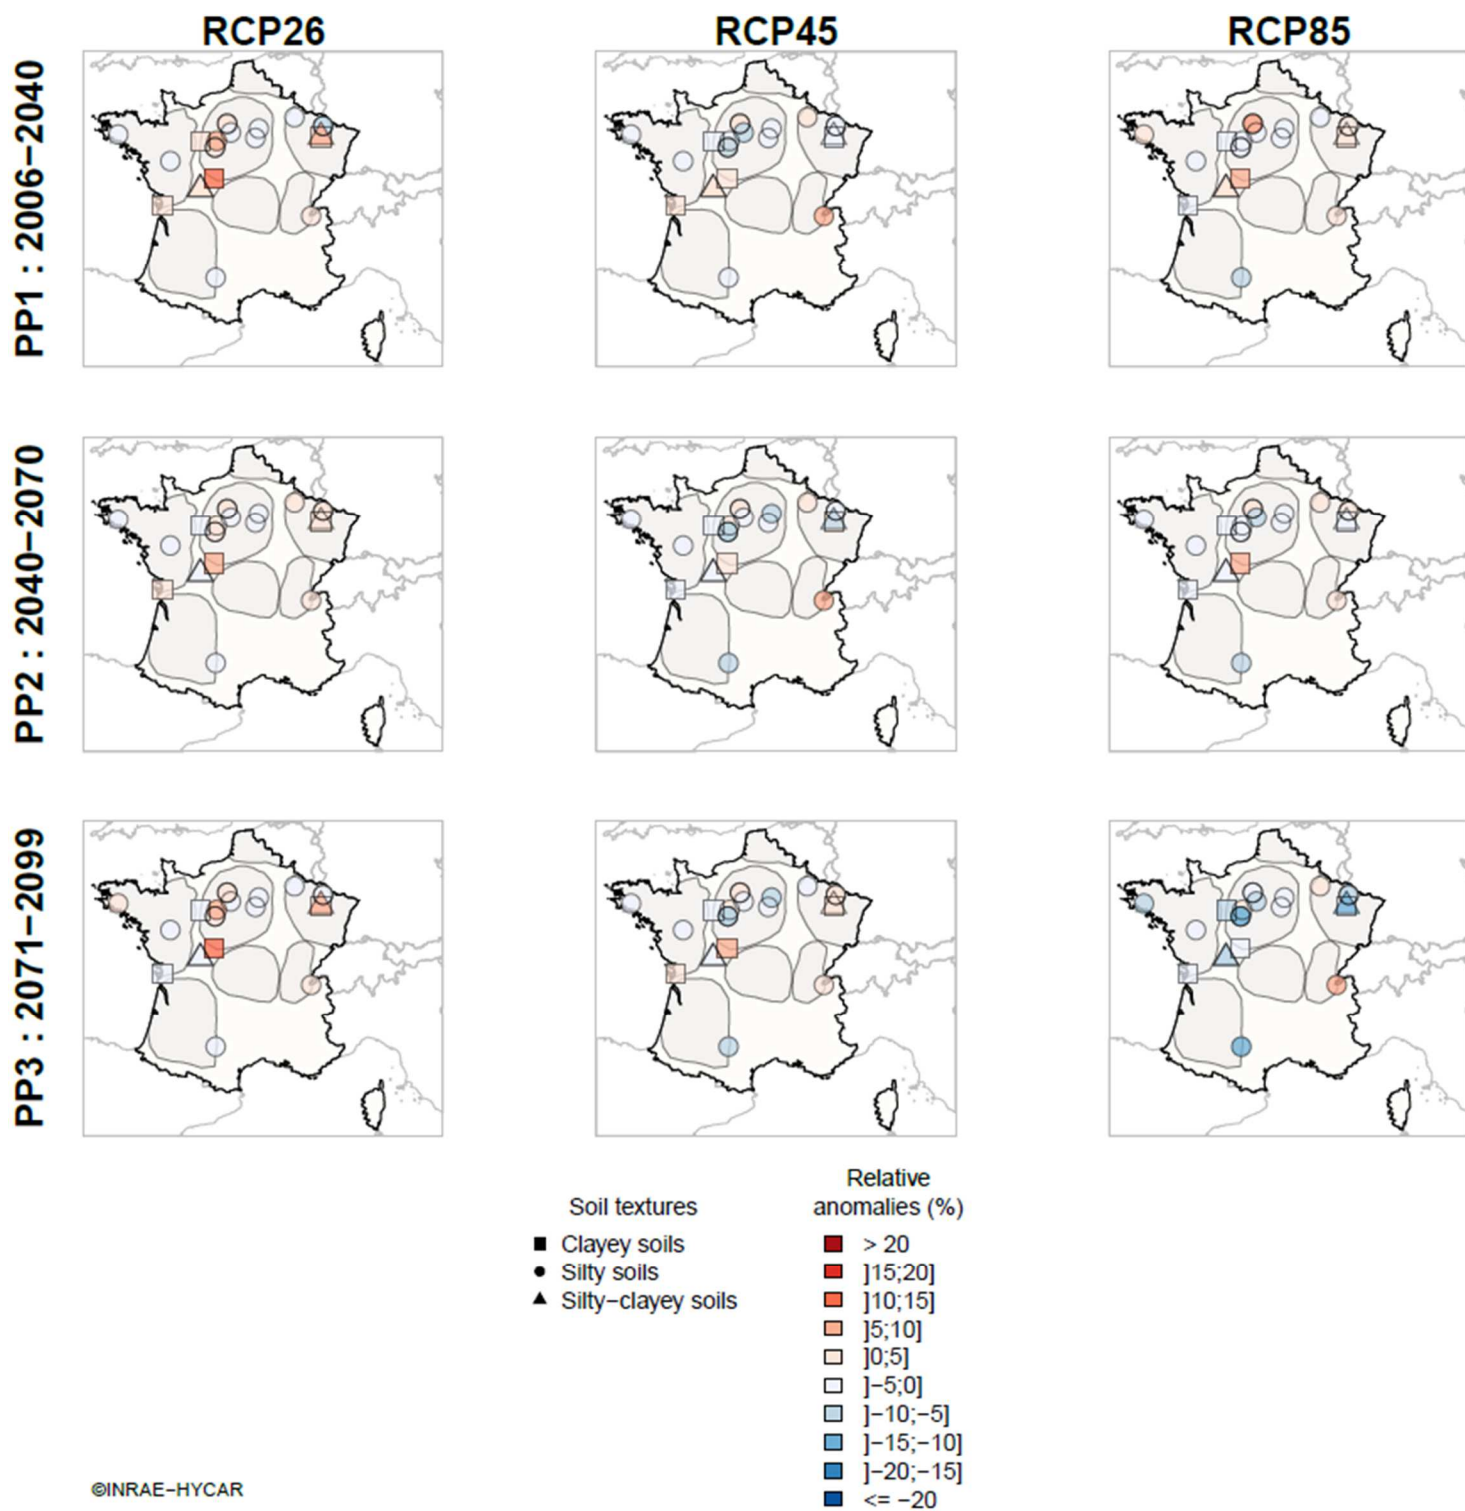 RCP26 RCP45 RCP85
PP1 : 2006−2040
PP2 : 2040−2070
PP3 : 2071−2099
Soil textures
Clayey soils
Silty soils
Silty−clayey soils
Relative
anomalies (%)
> 20
]15;20]
]10;15]
]5;10]
]0;5]
]−5;0]
]−10;−5]
]−15;−10]
]−20;−15]
<= −20
©INRAE−HYCAR